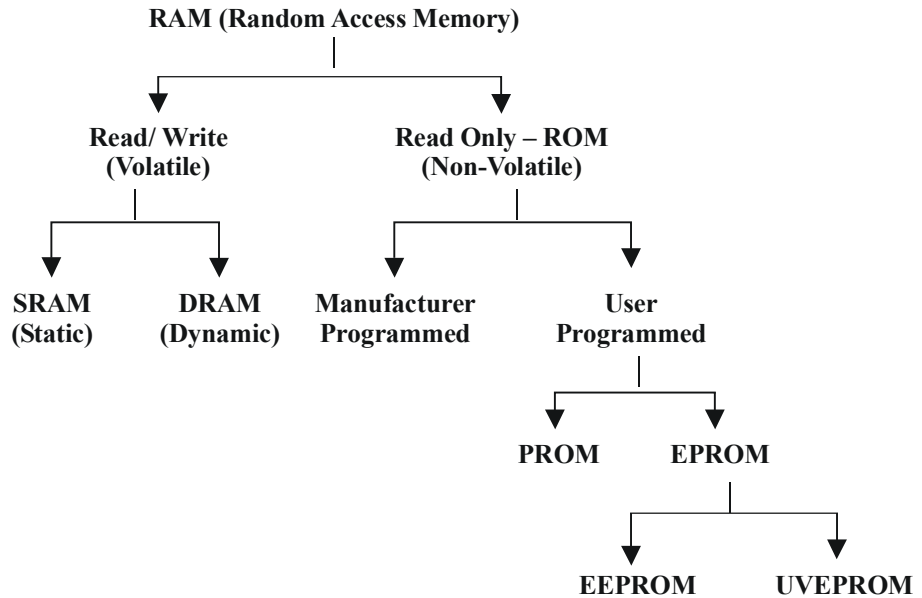 RAM (Random Access Memory)
Read/ Write
(Volatile)
Read Only – ROM
(Non-Volatile)
SRAM
(Static)
DRAM
(Dynamic)
Manufacturer
Programmed
User
Programmed
PROM
EPROM
EEPROM
UVEPROM